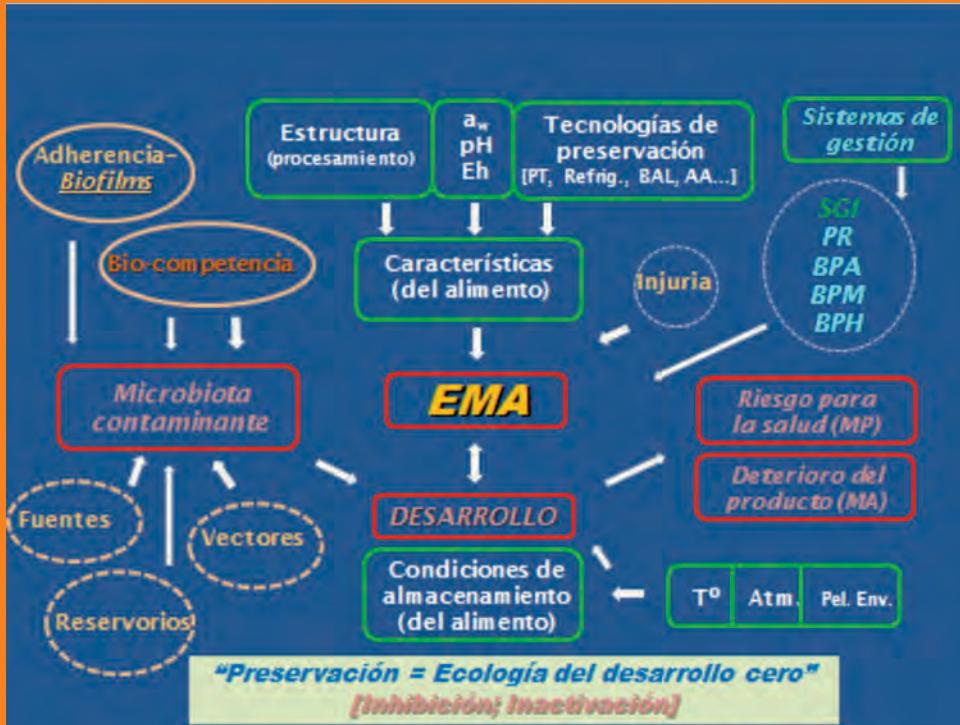 Adherencia-
Biofilms
Estructura
(procesamiento)
aw
pH
Eh
Tecnologías de
preservación
[PT, Refrig., BAL, AA...]
Sistemas de
gestión
SGI
PR
BPA
BPM
BPH
Bio-competencia
Características
(del alimento)
Injuria
Microbiota
contaminante
EMA
Riesgo para
la salud (MP)
Deterioro del
producto (MA)
Fuentes
Vectores
Reservorios
DESARROLLO
Condiciones de
almacenamiento
(del alimento)
Tº
Atm.
Pel. Env.
“Preservación = Ecología del desarrollo cero”
[Inhibición; Inactivación]